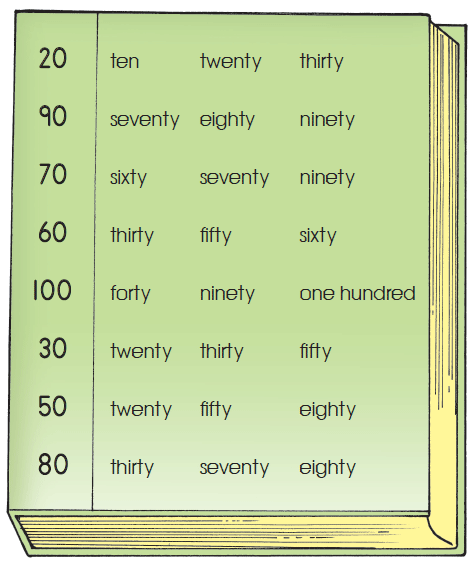 20 ten twenty thirty
90 seventy eighty ninety
70 sixty seventy ninety
60 thirty fifty sixty
100 forty ninety one hundred
30 twenty thirty fifty
50 twenty fifty eighty
80 thirty seventy eighty